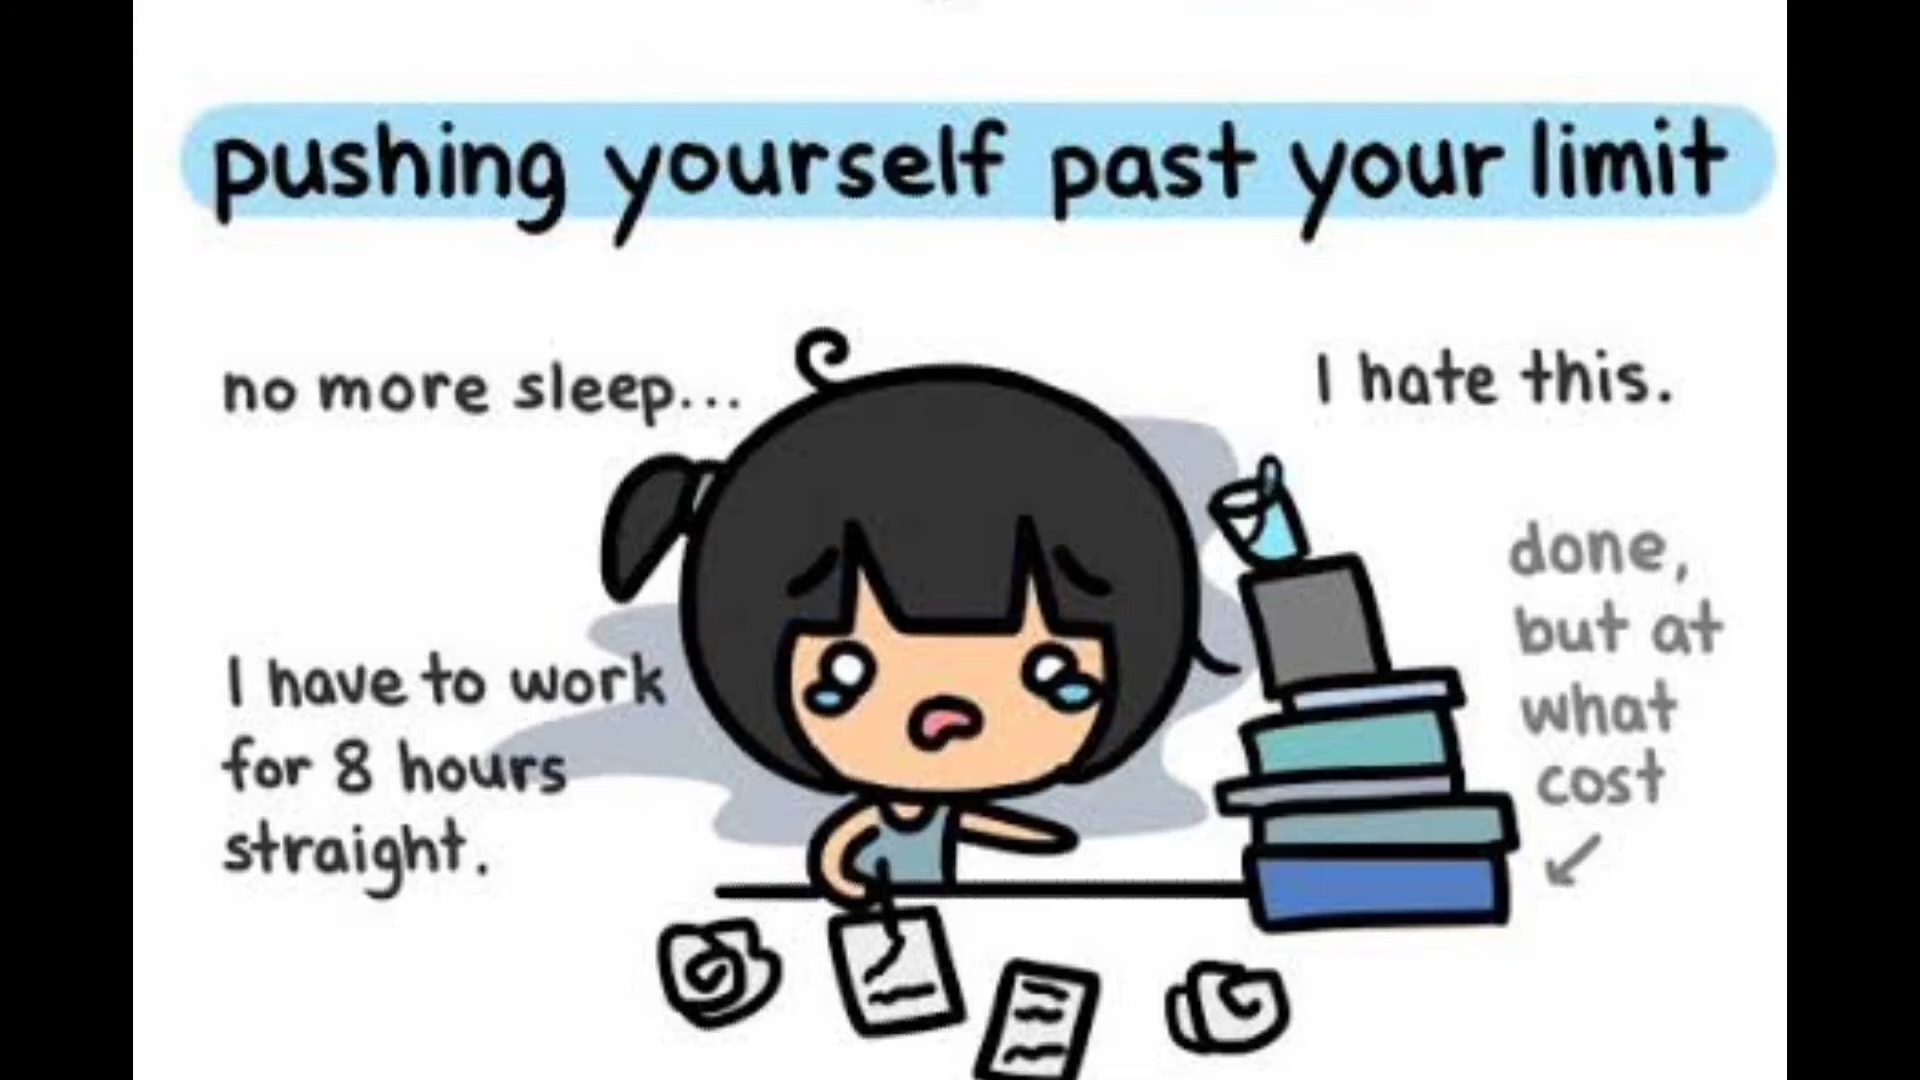 pushing yourself past your limit
no more sleep...
I hate this.
I have to work
for 8 hours
straight.
done,
but at
what
cost